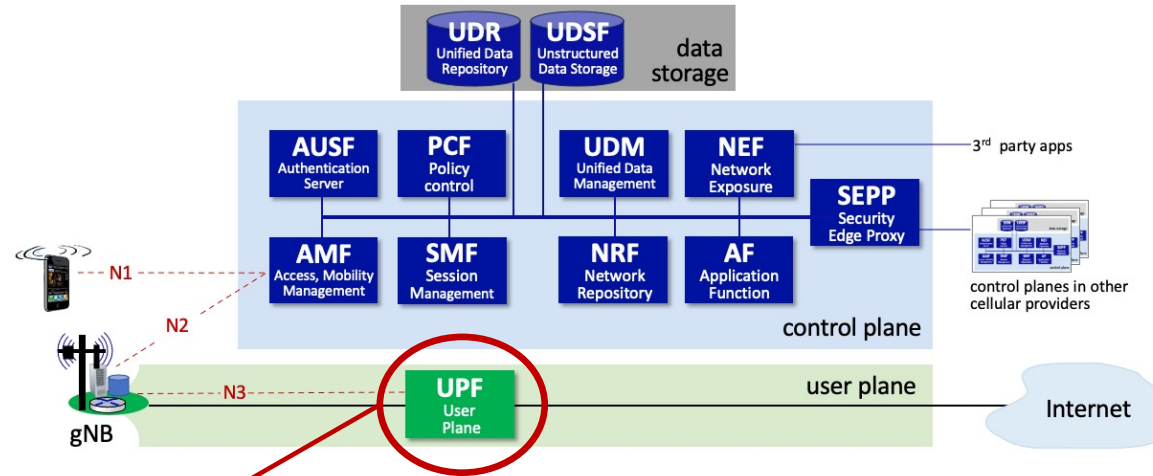 UDR
Unified Data
Repository
UDSF
Unstructured
Data Storage
data
storage
AUSF
Authentication
Server
PCF
Policy
control
UDM
Unified Data
Management
NEF
Network
Exposure
3rd party apps
SEPP
Security
Edge Proxy
AMF
Access, Mobility
Management
SMF
Session
Management
NRF
Network
Repository
AF
Application
Function
control planes in other
cellular providers
control plane
N1
N2
N3
gNB
UPF
User
Plane
user plane
Internet